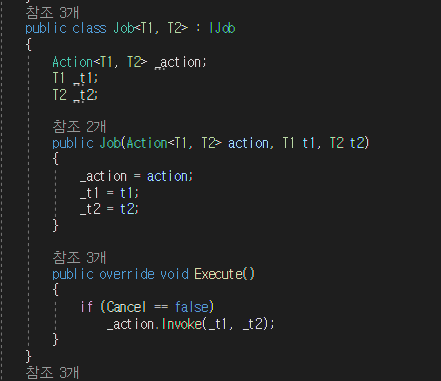 참조 3개
public class Job<T1, T2> : IJob
{
Action<T1, T2> _action;
T1 _t1;
T2 _t2;
참조 2개
public Job(Action<T1, T2> action, T1 t1, T2 t2)
{
_action = action;
_t1 = t1;
_t2 = t2;
}
참조 3개
public override void Execute()
{
if (Cancel == false)
_action.Invoke(_t1, _t2);
}
}
참조 3개